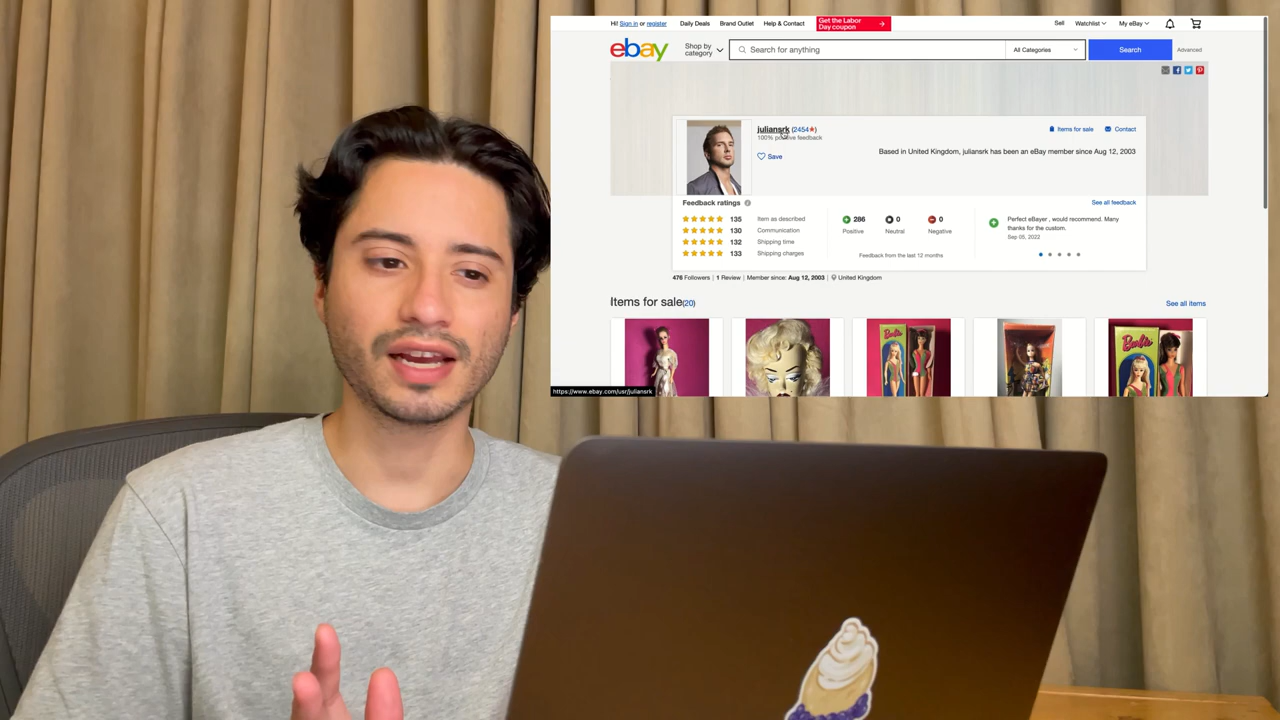 Hi! Sign in or register
Daily Deals
Brand Outlet
Help & Contact
Get the Labor
Day coupon
Sell
Watchlist
My eBay
ebay
Shop by
category
Search for anything
All Categories
Search
Advanced
juliansrk (2454)
100% positive feedback
Save
Items for sale
Contact
Based in United Kingdom, juliansrk has been an eBay member since Aug 12, 2003
Feedback ratings
See all feedback
135 Item as described
130 Communication
132 Shipping time
133 Shipping charges
286 Positive
0 Neutral
0 Negative
Feedback from the last 12 months
Perfect eBayer , would recommend. Many
thanks for the custom.
Sep 05, 2022
476 Followers | 1 Review | Member since: Aug 12, 2003 | United Kingdom
Items for sale(20)
See all items
Barbie
Barbie
https://www.ebay.com/usr/juliansrk